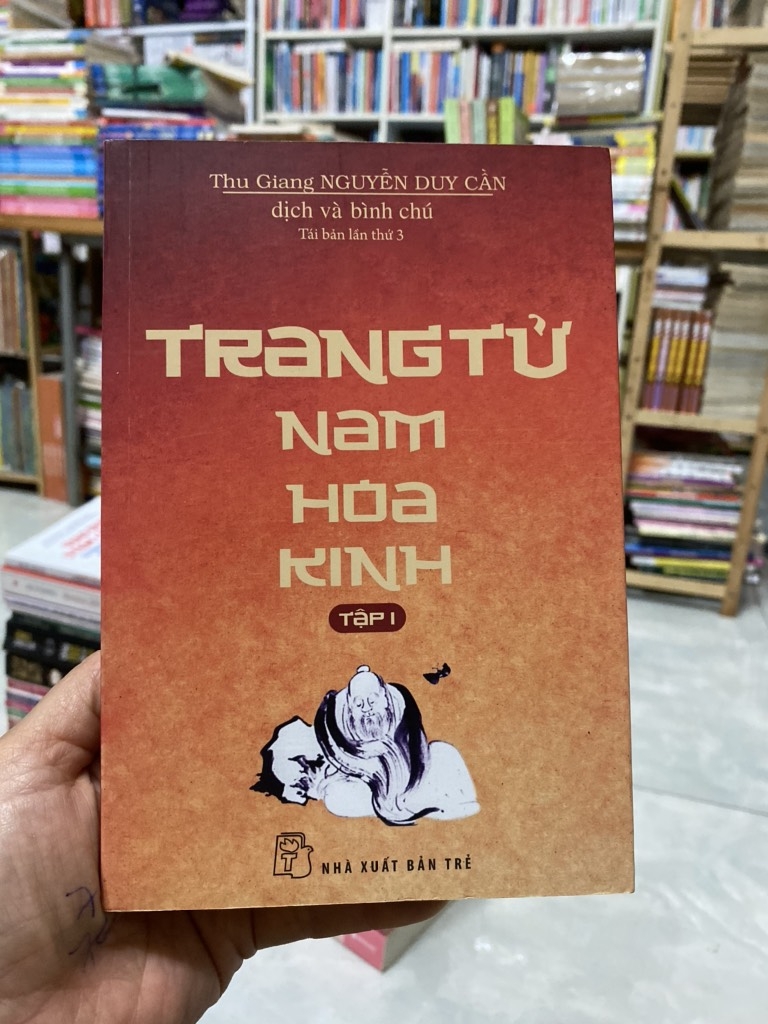 Thu Giang NGUYỄN DUY CẦN
dịch và bình chú
Tái bản lần thứ 3
TRANG TỬ
NAM
HÓA
KINH
TẬP I
T
NHÀ XUẤT BẢN TRẺ